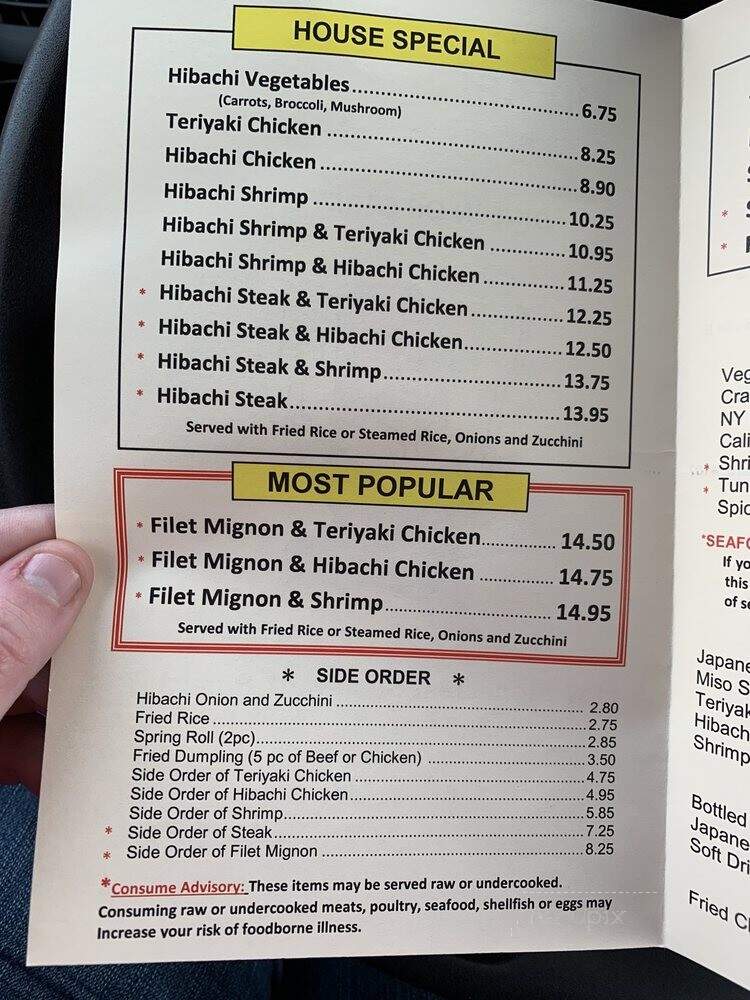 HOUSE SPECIAL
Hibachi Vegetables........................................6.75
(Carrots, Broccoli, Mushroom)
Teriyaki Chicken ..............................................8.25
Hibachi Chicken ...............................................8.90
Hibachi Shrimp ..............................................10.25
Hibachi Shrimp & Teriyaki Chicken ..............10.95
Hibachi Shrimp & Hibachi Chicken...............11.25
* Hibachi Steak & Teriyaki Chicken.................12.25
* Hibachi Steak & Hibachi Chicken..................12.50
* Hibachi Steak & Shrimp................................13.75
* Hibachi Steak.................................................13.95
Served with Fried Rice or Steamed Rice, Onions and Zucchini
MOST POPULAR
* Filet Mignon & Teriyaki Chicken............. 14.50
* Filet Mignon & Hibachi Chicken ............. 14.75
* Filet Mignon & Shrimp............................. 14.95
Served with Fried Rice or Steamed Rice, Onions and Zucchini
* SIDE ORDER *
Hibachi Onion and Zucchini .................................................. 2.80
Fried Rice ...........................................................................2.75
Spring Roll (2pc)..................................................................2.85
Fried Dumpling (5 pc of Beef or Chicken) ................................3.50
Side Order of Teriyaki Chicken ..............................................4.75
Side Order of Hibachi Chicken...............................................4.95
Side Order of Shrimp............................................................5.85
* Side Order of Steak..............................................................7.25
* Side Order of Filet Mignon ....................................................8.25
*Consume Advisory: These items may be served raw or undercooked.
Consuming raw or undercooked meats, poultry, seafood, shellfish or eggs may
Increase your risk of foodborne illness.
NY
*
*
If yo
this
of
Miso
Bottled
Soft
Fried